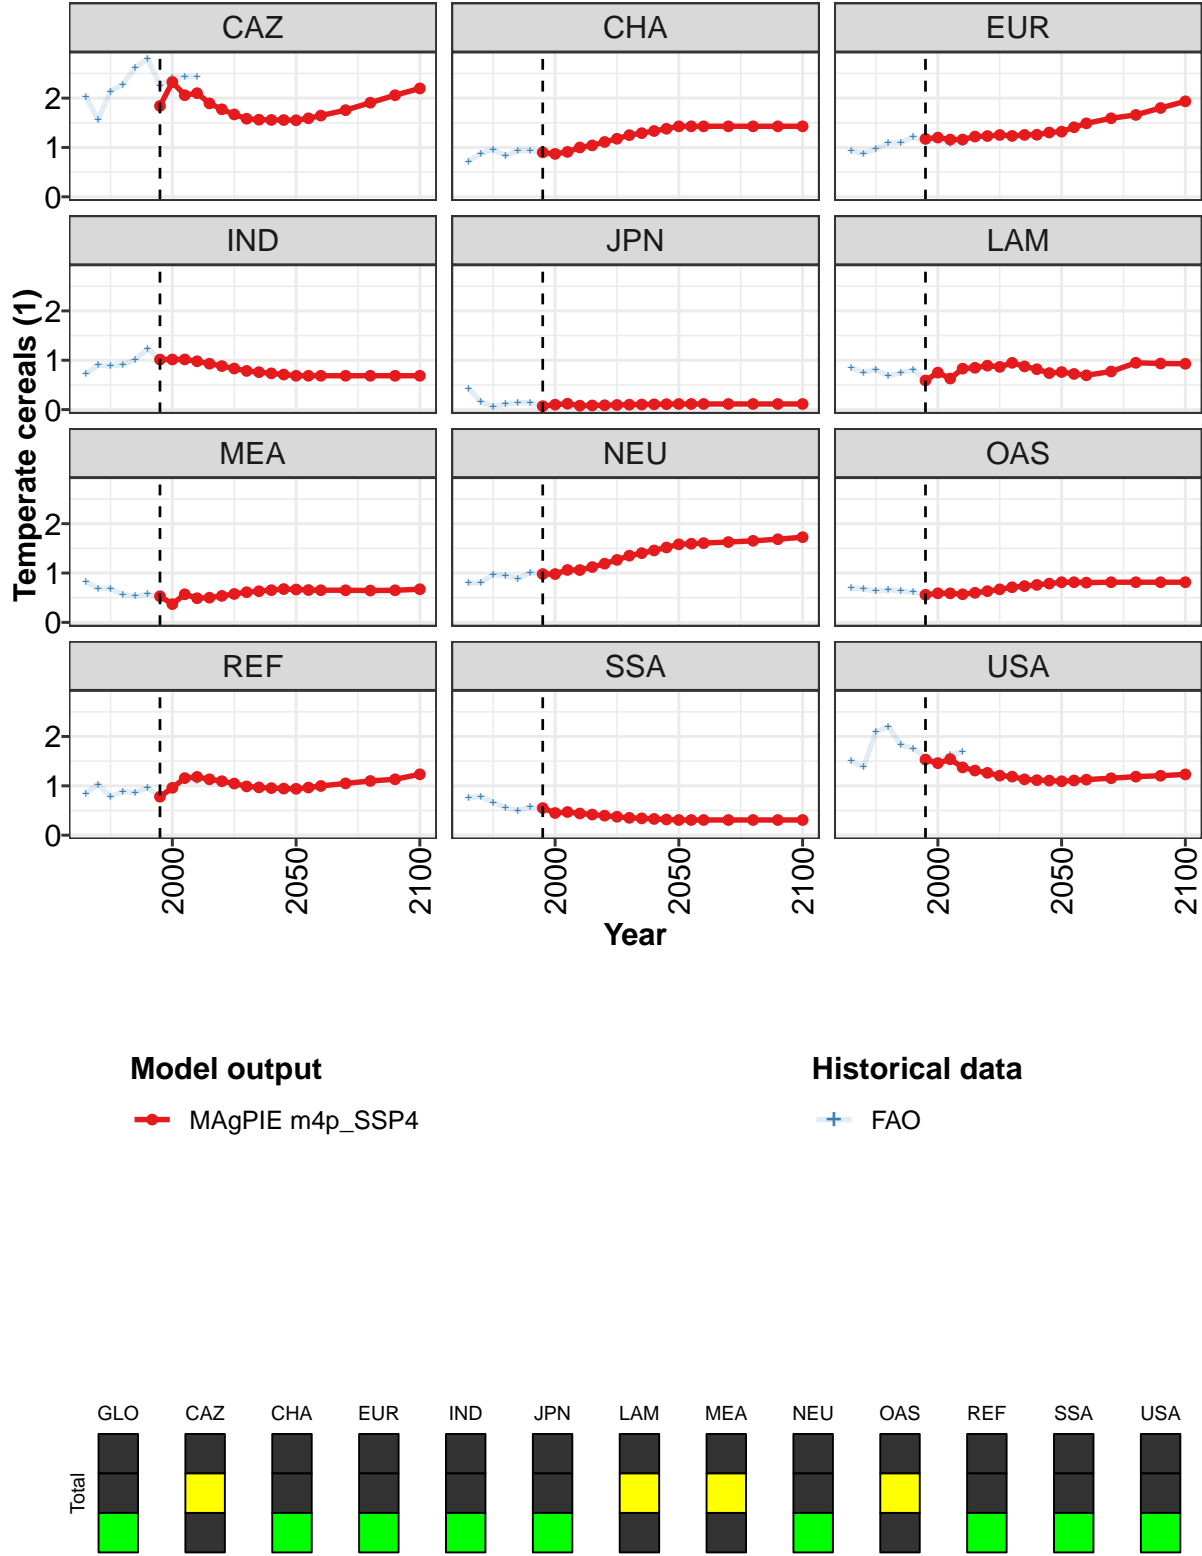 CAZ CHA EUR
2
1
0
IND JPN LAM
2
1
0
MEA NEU OAS
2
1
0
REF SSA USA
2
1
0
Temperate cereals (1)
2000 2050 2100 2000 2050 2100 2000 2050 2100
Year
Model output Historical data
MAgPIE m4p_SSP4 FAO
GLO CAZ CHA EUR IND JPN LAM MEA NEU OAS REF SSA USA
Total